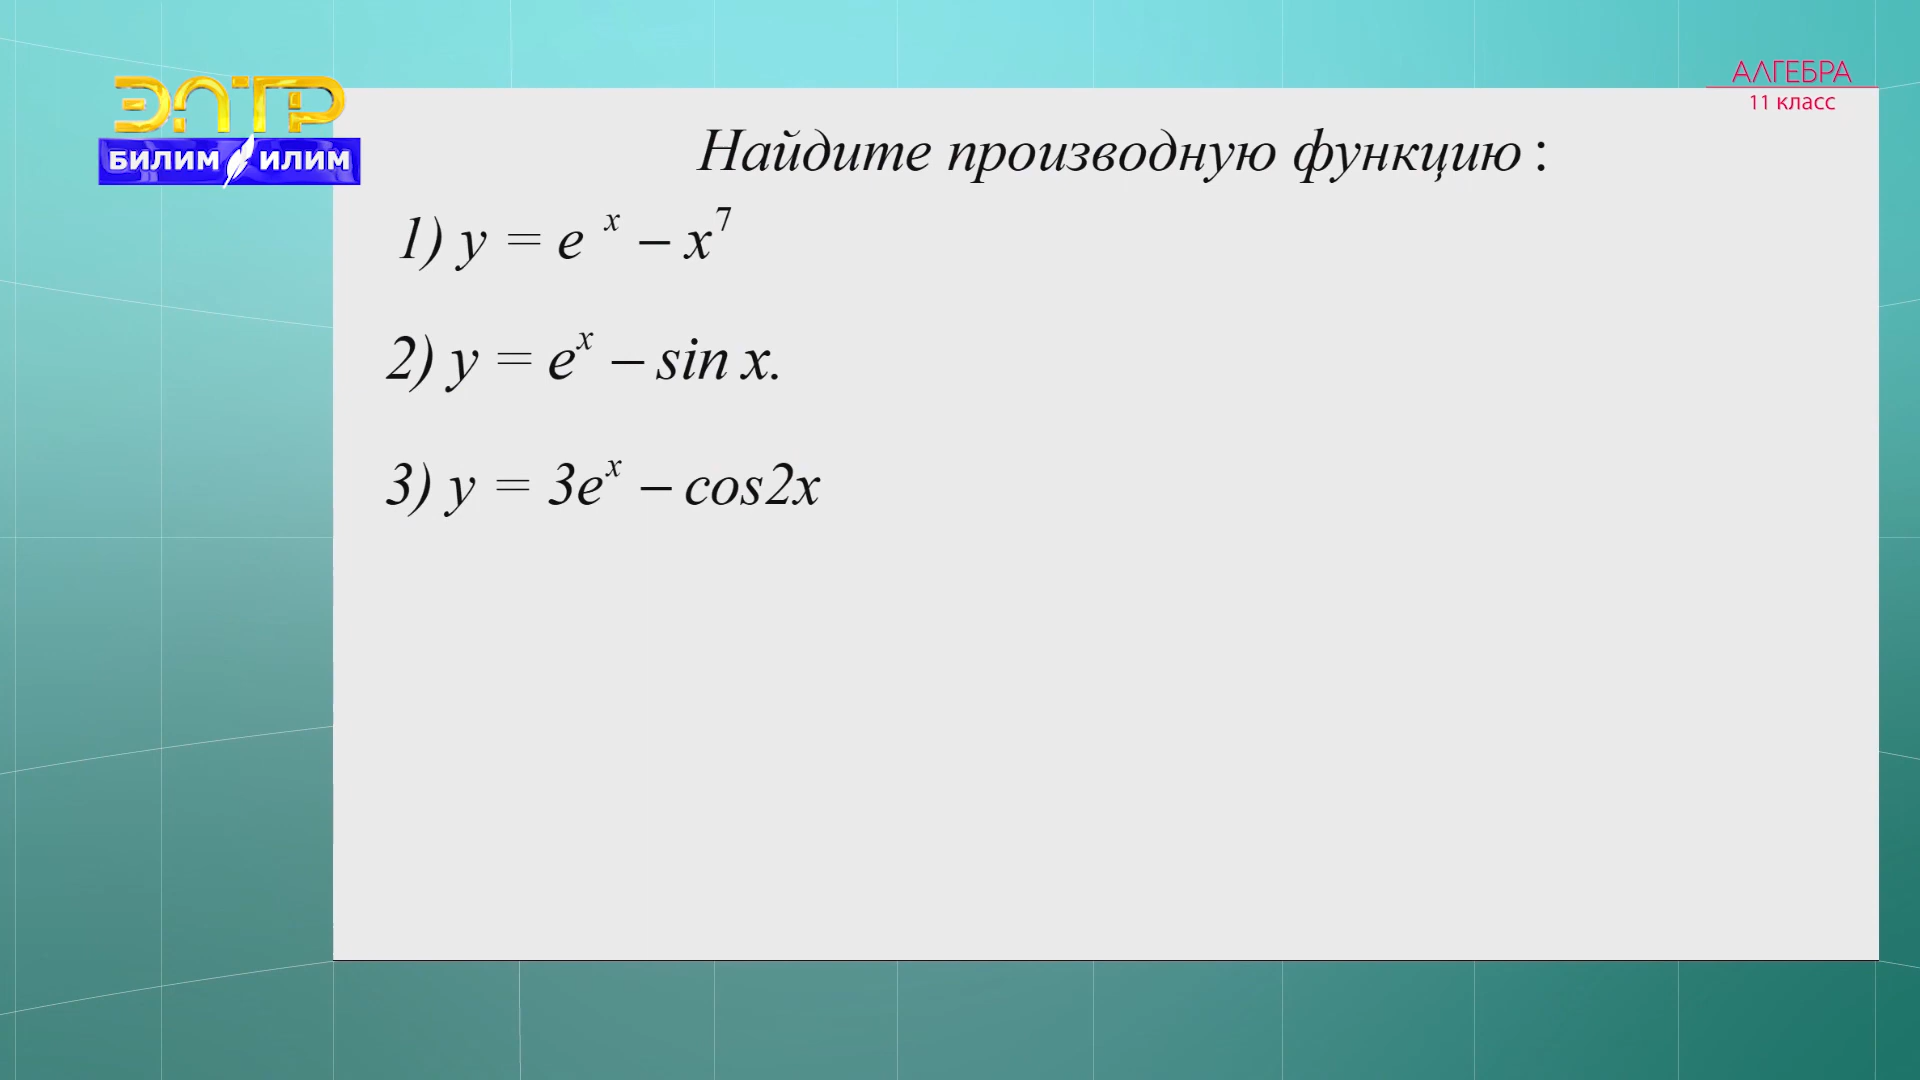 ЭЛТР
БИЛИМ ИЛИМ
АЛГЕБРА
11 класс
Найдите производную функцию:
1) y = e^x − x^7
2) y = e^x − sin x.
3) y = 3e^x − cos2x